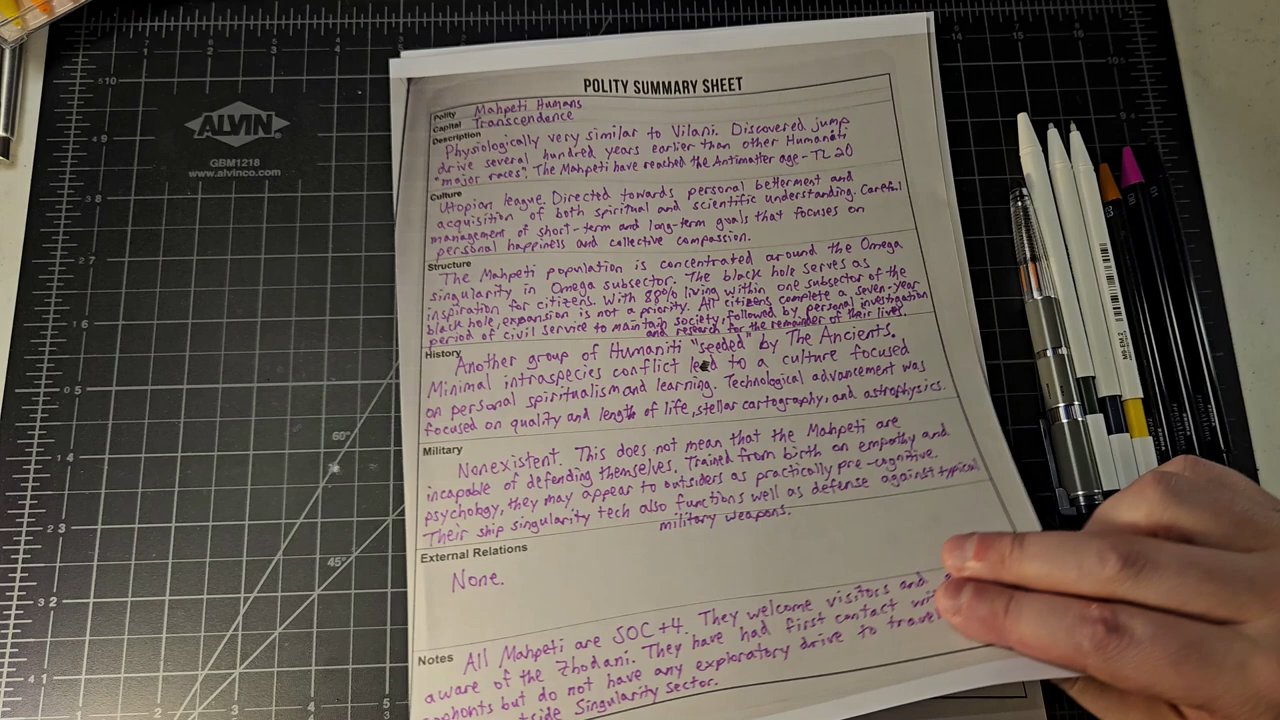 ALVIN
GBM1218
www.alvinco.com
POLITY SUMMARY SHEET
Polity Mahpeti Humans
Capital Transcendence
Description
Physiologically very similar to Vilani. Discovered jump
drive several hundred years earlier than other Humaniti
"major races". The Mahpeti have reached the Antimatter age-TL 20
Culture
Utopian league. Directed towards personal betterment and
acquisition of both spiritual and scientific understanding. Careful
management of short-term and long-term goals that focuses on
personal happiness and collective compassion.
Structure
The Mahpeti population is concentrated around the Omega
singularity in Omega subsector. The black hole serves as
inspiration for citizens. With 88% living within one subsector of the
black hole, expansion is not a priority. All citizens complete a seven-year
period of civil service to maintain society, followed by personal investigation
and research for the remainder of their lives.
History
Another group of Humaniti "seeded" by The Ancients.
Minimal intraspecies conflict led to a culture focused
on personal spiritualism and learning. Technological advancement was
focused on quality and length of life, stellar cartography, and astrophysics.
Military
Nonexistent. This does not mean that the Mahpeti are
incapable of defending themselves. Trained from birth on empathy and
psychology, they may appear to outsiders as practically pre-cognitive.
Their ship singularity tech also functions well as defense against typical
military weapons.
External Relations
None.
Notes
All Mahpeti are SOC +4. They welcome visitors and
aware of the Zhodani. They have had first contact
but do not have any exploratory drive to travel
Singularity sector.
60°
45°